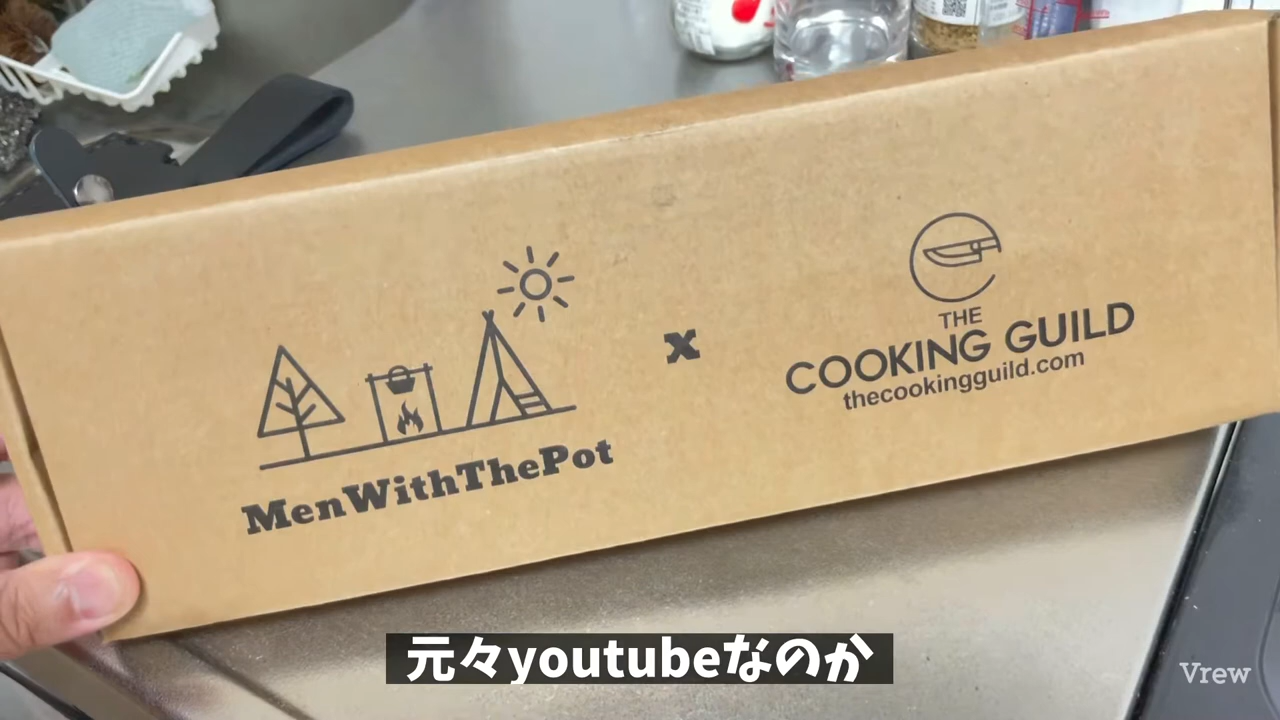 MenWithThePot
x
THE
COOKING GUILD
thecookingguild.com
元々youtubeなのか
Vrew